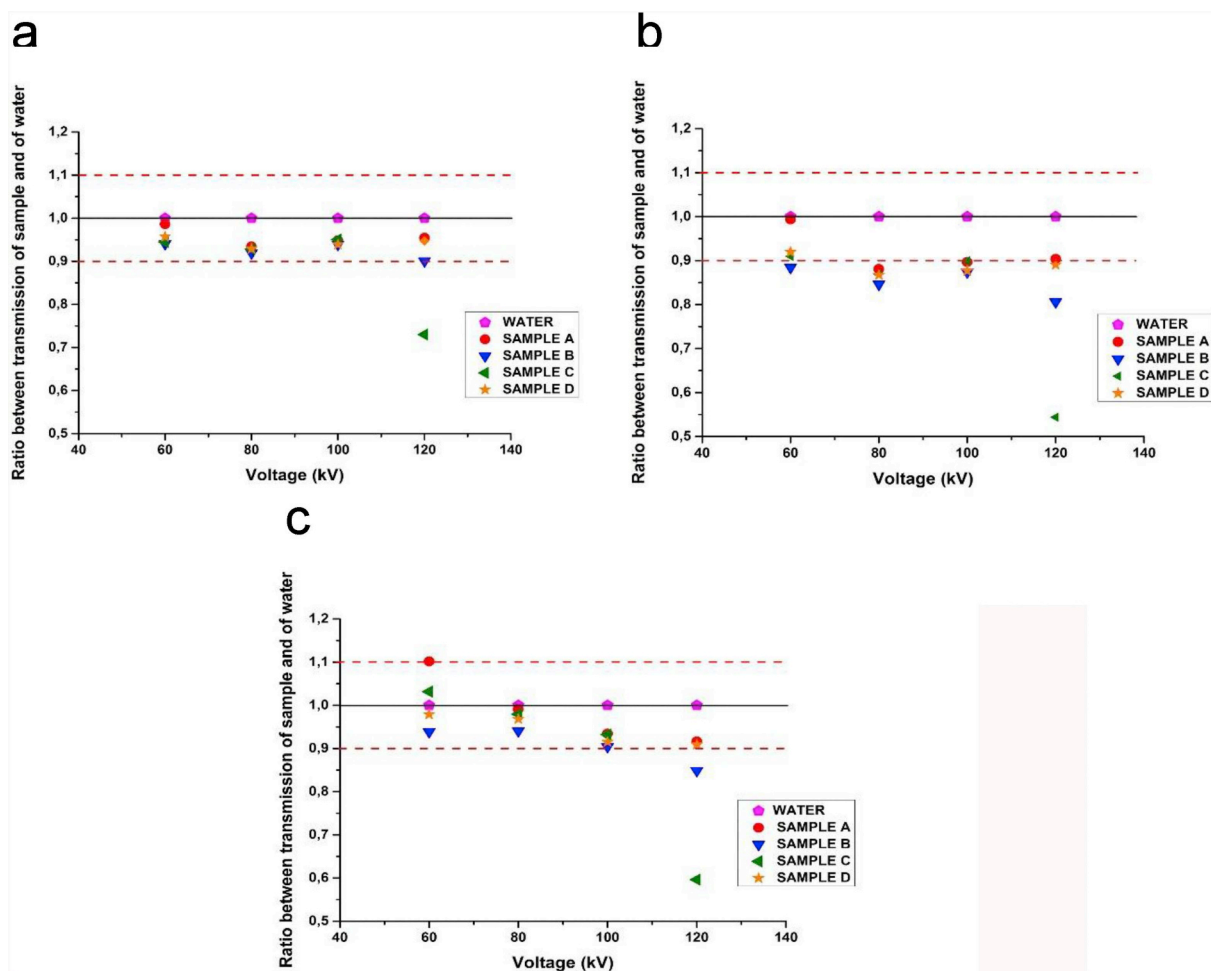 a
Ratio between transmission of sample and of water
1,2
1,1
1,0
0,9
0,8
0,7
0,6
0,5
40
60
80
100
120
140
Voltage (kV)
WATER
SAMPLE A
SAMPLE B
SAMPLE C
SAMPLE D
b
Ratio between transmission of sample and of water
1,2
1,1
1,0
0,9
0,8
0,7
0,6
0,5
40
60
80
100
120
140
Voltage (kV)
WATER
SAMPLE A
SAMPLE B
SAMPLE C
SAMPLE D
c
Ratio between transmission of sample and of water
1,2
1,1
1,0
0,9
0,8
0,7
0,6
0,5
40
60
80
100
120
140
Voltage (kV)
WATER
SAMPLE A
SAMPLE B
SAMPLE C
SAMPLE D